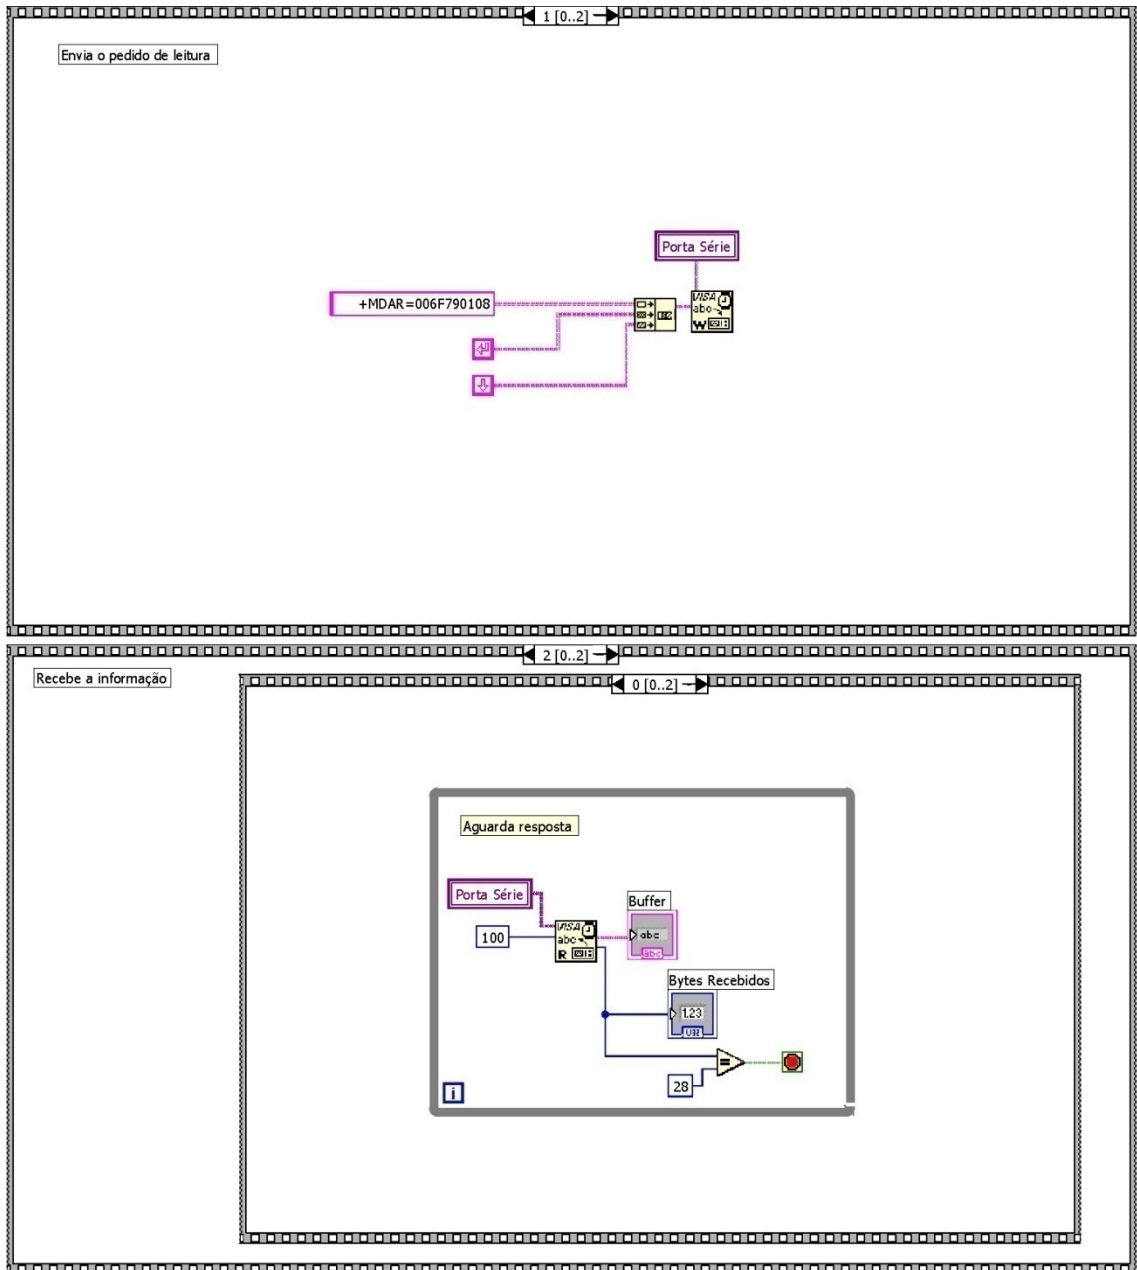 1 [0..2]
Envia o pedido de leitura
Porta Série
+MDAR=006F790108
VISA
abc
W
2 [0..2]
Recebe a informação
0 [0..2]
Aguarda resposta
Porta Série
Buffer
100
VISA
abc
R
abc
abc
Bytes Recebidos
1.23
U32
=
28
i